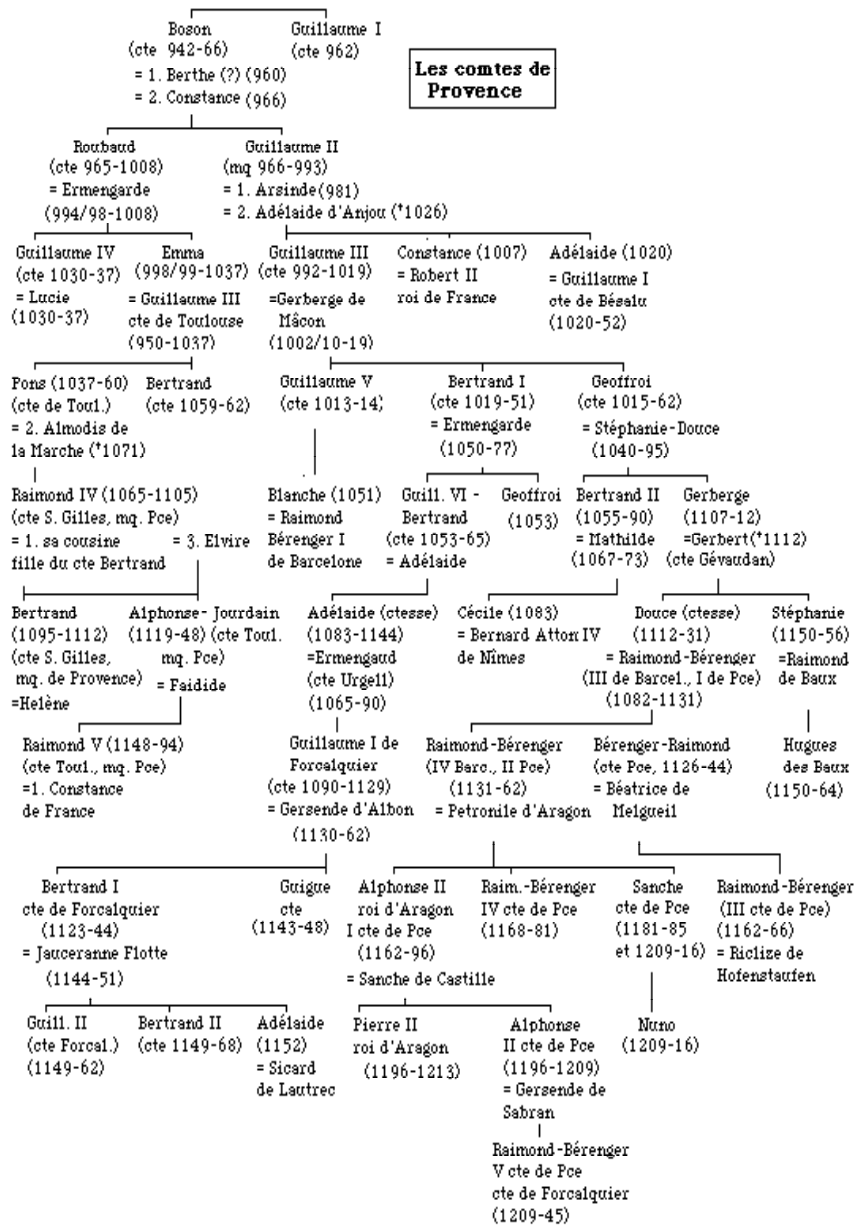 Les comtes de
Provence
Boson
(cte 942-66)
= 1. Berthe (?) (960)
= 2. Constance (966)
Guillaume I
(cte 962)
Roubaud
(cte 965-1008)
= Ermengarde
(994/98-1008)
Guillaume II
(mq 966-993)
= 1. Arsinde (981)
= 2. Adélaide d'Anjou (†1026)
Guillaume IV
(cte 1030-37)
= Lucie
(1030-37)
Emma
(998/99-1037)
= Guillaume III
cte de Toulouse
(950-1037)
Guillaume III
(cte 992-1019)
=Gerberge de
Mâcon
(1002/10-19)
Constance (1007)
= Robert II
roi de France
Adélaide (1020)
= Guillaume I
cte de Bésalu
(1020-52)
Pons (1037-60)
(cte de Toul.)
= 2. Almodis de
la Marche (†1071)
Bertrand
(cte 1059-62)
Guillaume V
(cte 1013-14)
Bertrand I
(cte 1019-51)
= Ermengarde
(1050-77)
Geoffroi
(cte 1015-62)
= Stéphanie-Douce
(1040-95)
Raimond IV (1065-1105)
(cte S. Gilles, mq. Pce)
= 1. sa cousine
fille du cte Bertrand
= 3. Elvire
Blanche (1051)
= Raimond
Bérenger I
de Barcelone
Guill. VI -
Bertrand
(cte 1053-65)
= Adélaide
Geoffroi
(1053)
Bertrand II
(1055-90)
= Mathilde
(1067-73)
Gerberge
(1107-12)
=Gerbert(†1112)
(cte Gévaudan)
Bertrand
(1095-1112)
(cte S. Gilles,
mq. de Provence)
=Helène
Alphonse-Jourdain
(1119-48) (cte Toul.
mq. Pce)
= Faidide
Adélaide (ctesse)
(1083-1144)
=Ermengaud
(cte Urgell)
(1065-90)
Cécile (1083)
= Bernard Atton IV
de Nîmes
Douce (ctesse)
(1112-31)
= Raimond-Bérenger
(III de Barcel., I de Pce)
(1082-1131)
Stéphanie
(1150-56)
=Raimond
de Baux
Raimond V (1148-94)
(cte Toul., mq. Pce)
=1. Constance
de France
Guillaume I de
Forcalquier
(cte 1090-1129)
= Gersende d'Albon
(1130-62)
Raimond-Bérenger
(IV Barc., II Pce)
(1131-62)
= Petronile d'Aragon
Bérenger-Raimond
(cte Pce, 1126-44)
= Béatrice de
Melgueil
Hugues
des Baux
(1150-64)
Bertrand I
cte de Forcalquier
(1123-44)
= Jauceranne Flotte
(1144-51)
Guigue
cte
(1143-48)
Alphonse II
roi d'Aragon
I cte de Pce
(1162-96)
= Sanche de Castille
Raim.-Bérenger
IV cte de Pce
(1168-81)
Sanche
cte de Pce
(1181-85
et 1209-16)
Raimond-Bérenger
(III cte de Pce)
(1162-66)
= Riclize de
Hofenstaufen
Guill. II
(cte Forcal.)
(1149-62)
Bertrand II
(cte 1149-68)
Adélaide
(1152)
= Sicard
de Lautrec
Pierre II
roi d'Aragon
(1196-1213)
Alphonse
II cte de Pce
(1196-1209)
= Gersende de
Sabran
Nuno
(1209-16)
Raimond-Bérenger
V cte de Pce
cte de Forcalquier
(1209-45)